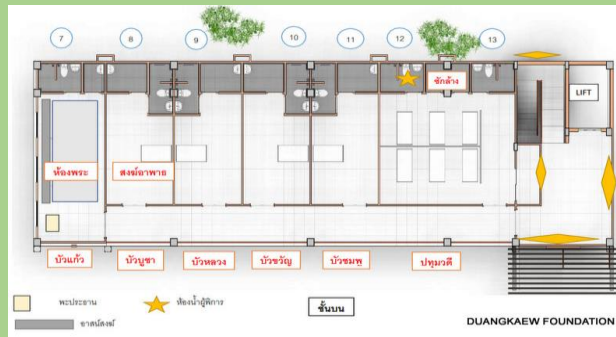 7 8 9 10 11 12 13
ซักล้าง
LIFT
ห้องพระ สงฆ์อาพาธ
บัวแก้ว บัวบูชา บัวหลวง บัวขวัญ บัวชมพู ปทุมวดี
พะประธาน ห้องน้ำผู้พิการ ชั้นบน
อาสน์สงฆ์
DUANGKAEW FOUNDATION